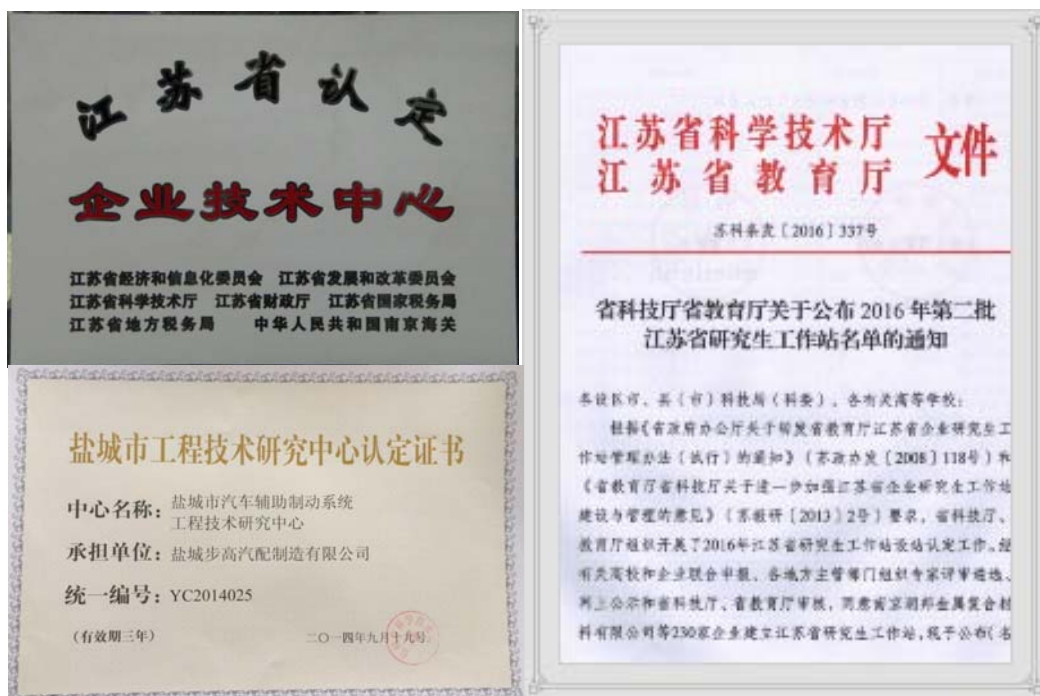 江苏省认定
企业技术中心
江苏省经济和信息化委员会 江苏省发展和改革委员会
江苏省科学技术厅 江苏省财政厅 江苏省国家税务局
江苏省地方税务局 中华人民共和国南京海关
盐城市工程技术研究中心认定证书
中心名称：盐城市汽车辅助制动系统
工程技术研究中心
承担单位：盐城步高汽配制造有限公司
统一编号：YC2014025
（有效期三年） 二〇一四年九月十九号
江苏省科学技术厅 文件
江苏省教育厅
苏科条发〔2016〕337号
省科技厅省教育厅关于公布 2016 年第二批
江苏省研究生工作站名单的通知
各设区市、县（市）科技局（科委），各有关高等学校：
根据《省政府办公厅关于转发省教育厅江苏省企业研究生工
作站管理办法（试行）的通知》（苏政办发〔2008〕118号）和
《省教育厅省科技厅关于进一步加强江苏省企业研究生工作站
建设与管理的意见》（苏教研〔2013〕2号）要求，省科技厅、
教育厅组织开展了2016年江苏省研究生工作站设站认定工作。经
有关高校和企业联合申报、各地方主管部门组织专家评审遴选、
网上公示和省科技厅、省教育厅审核，同意南京润邦金属复合材
料有限公司等230家企业建立江苏省研究生工作站，现予公布（名